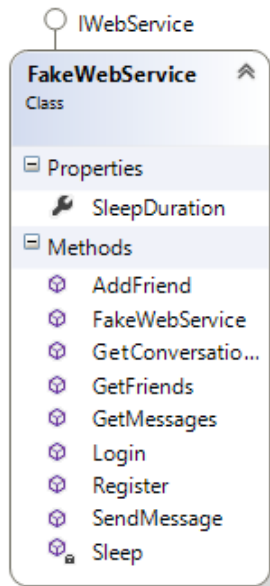 IWebService
FakeWebService
Class
Properties
SleepDuration
Methods
AddFriend
FakeWebService
GetConversatio...
GetFriends
GetMessages
Login
Register
SendMessage
Sleep